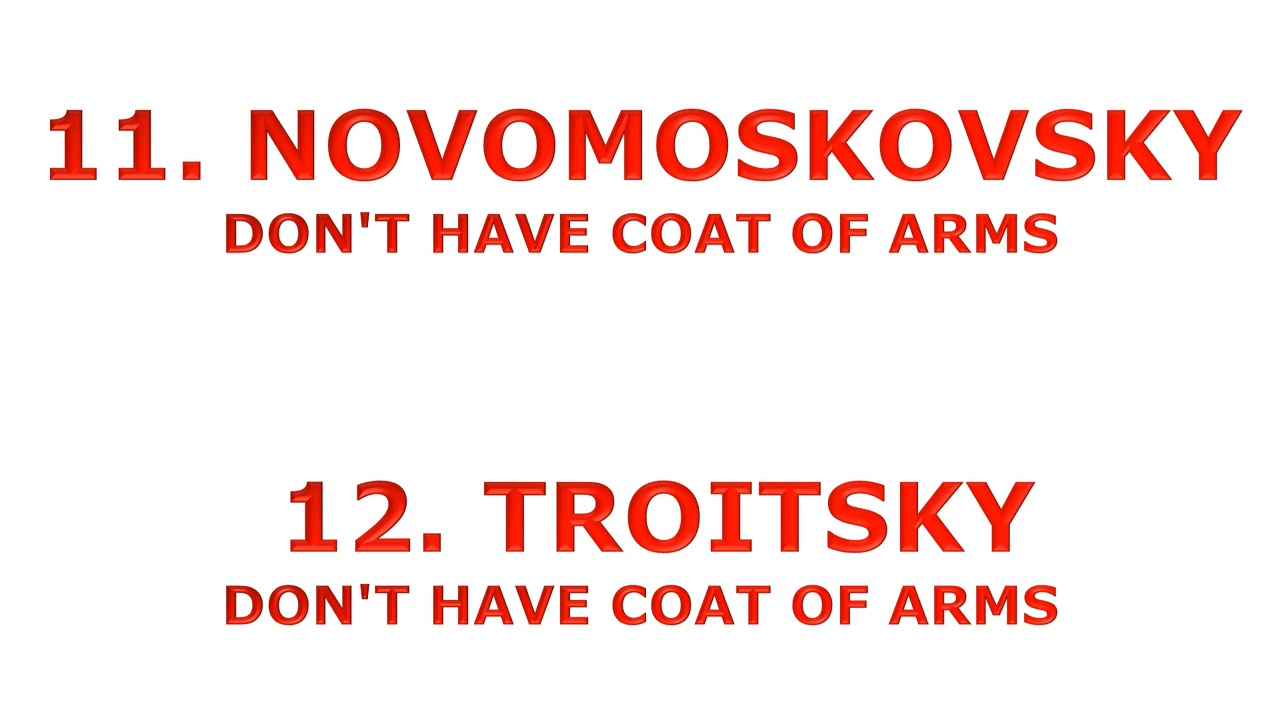 11. NOVOMOSKOVSKY
DON'T HAVE COAT OF ARMS
12. TROITSKY
DON'T HAVE COAT OF ARMS